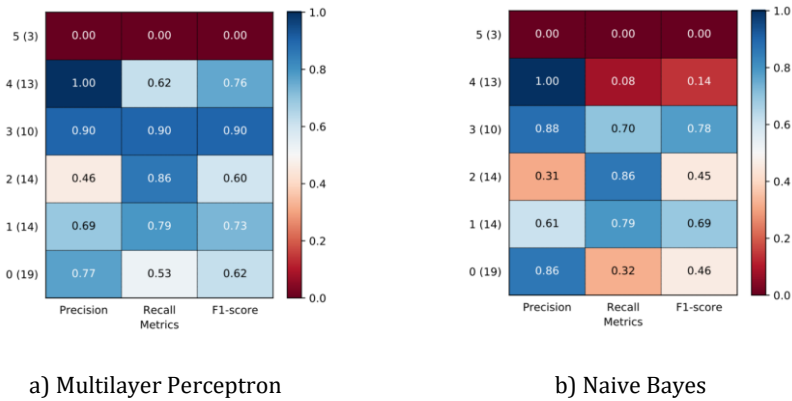 5 (3) 0.00 0.00 0.00
4 (13) 1.00 0.62 0.76
3 (10) 0.90 0.90 0.90
2 (14) 0.46 0.86 0.60
1 (14) 0.69 0.79 0.73
0 (19) 0.77 0.53 0.62
Precision Recall F1-score
Metrics
1.0
0.8
0.6
0.4
0.2
0.0
a) Multilayer Perceptron
5 (3) 0.00 0.00 0.00
4 (13) 1.00 0.08 0.14
3 (10) 0.88 0.70 0.78
2 (14) 0.31 0.86 0.45
1 (14) 0.61 0.79 0.69
0 (19) 0.86 0.32 0.46
Precision Recall F1-score
Metrics
1.0
0.8
0.6
0.4
0.2
0.0
b) Naive Bayes